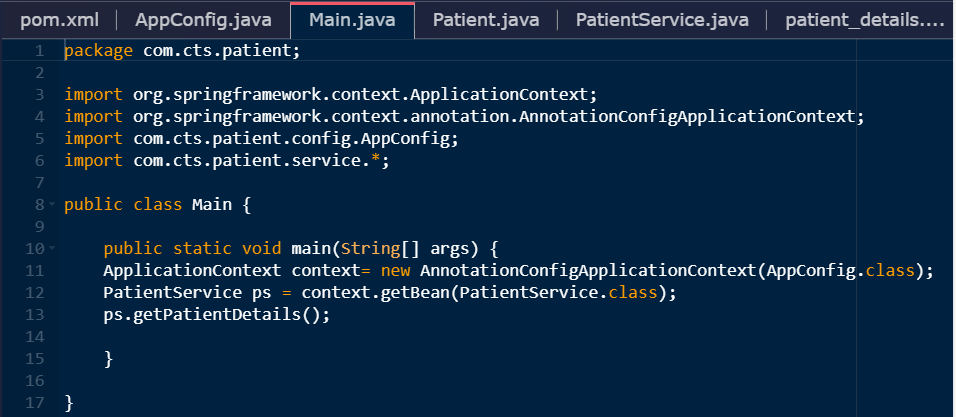 pom.xml AppConfig.java Main.java Patient.java PatientService.java patient_details....
1 package com.cts.patient;
2
3 import org.springframework.context.ApplicationContext;
4 import org.springframework.context.annotation.AnnotationConfigApplicationContext;
5 import com.cts.patient.config.AppConfig;
6 import com.cts.patient.service.*;
7
8 public class Main {
9
10 public static void main(String[] args) {
11 ApplicationContext context= new AnnotationConfigApplicationContext(AppConfig.class);
12 PatientService ps = context.getBean(PatientService.class);
13 ps.getPatientDetails();
14
15 }
16
17 }